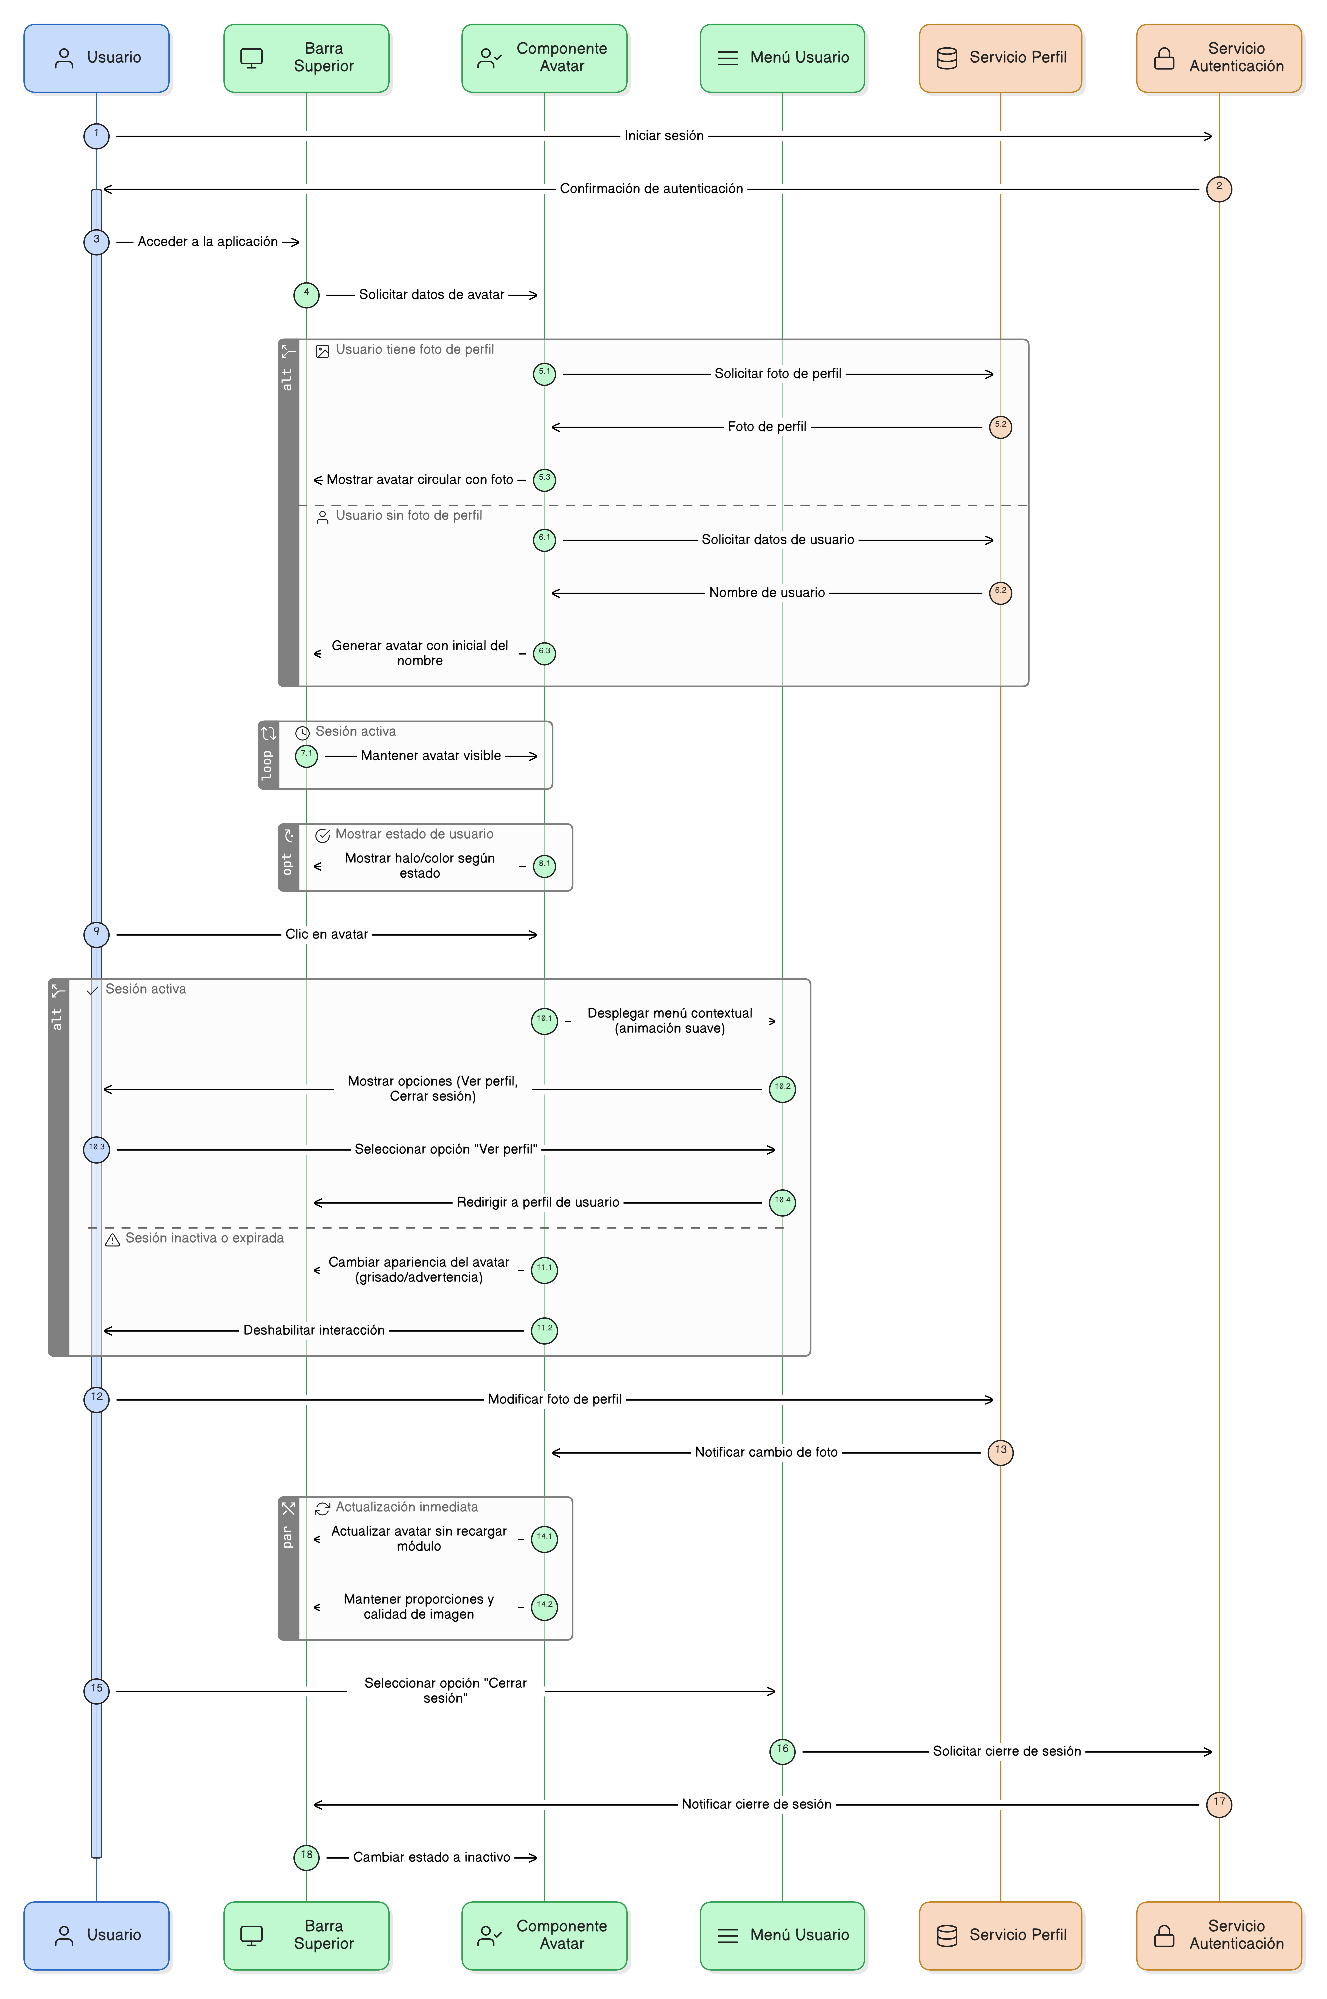 Usuario
Barra
Superior
Componente
Avatar
Menú Usuario
Servicio Perfil
Servicio
Autenticación
1
Iniciar sesión
Confirmación de autenticación
2
3
Acceder a la aplicación
4
Solicitar datos de avatar
alt
Usuario tiene foto de perfil
5.1
Solicitar foto de perfil
Foto de perfil
5.2
Mostrar avatar circular con foto
5.3
Usuario sin foto de perfil
6.1
Solicitar datos de usuario
Nombre de usuario
6.2
Generar avatar con inicial del
nombre
6.3
loop
Sesión activa
7.1
Mantener avatar visible
opt
Mostrar estado de usuario
Mostrar halo/color según
estado
8.1
9
Clic en avatar
alt
Sesión activa
10.1
Desplegar menú contextual
(animación suave)
Mostrar opciones (Ver perfil,
Cerrar sesión)
10.2
10.3
Seleccionar opción "Ver perfil"
Redirigir a perfil de usuario
10.4
Sesión inactiva o expirada
Cambiar apariencia del avatar
(grisado/advertencia)
11.1
Deshabilitar interacción
11.2
12
Modificar foto de perfil
Notificar cambio de foto
13
par
Actualización inmediata
Actualizar avatar sin recargar
módulo
14.1
Mantener proporciones y
calidad de imagen
14.2
15
Seleccionar opción "Cerrar
sesión"
16
Solicitar cierre de sesión
Notificar cierre de sesión
17
18
Cambiar estado a inactivo
Usuario
Barra
Superior
Componente
Avatar
Menú Usuario
Servicio Perfil
Servicio
Autenticación